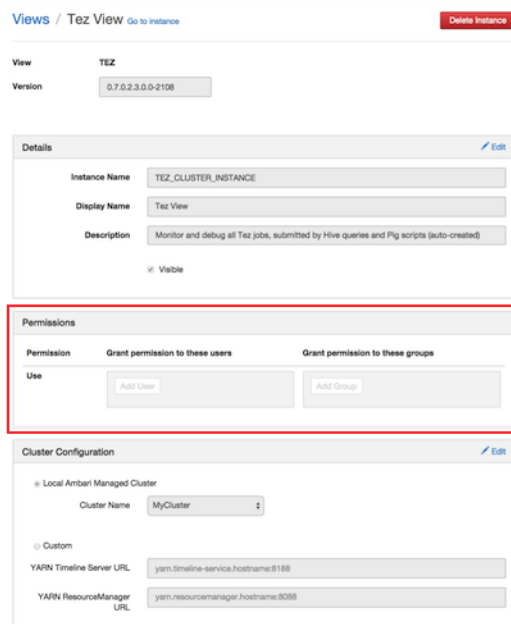 Views / Tez View Go to instance
Delete Instance
View TEZ
Version 0.7.0.2.3.0.0-2108
Details Edit
Instance Name TEZ_CLUSTER_INSTANCE
Display Name Tez View
Description Monitor and debug all Tez jobs, submitted by Hive queries and Pig scripts (auto-created)
Visible
Permissions
Permission Grant permission to these users Grant permission to these groups
Use Add User Add Group
Cluster Configuration Edit
Local Ambari Managed Cluster
Cluster Name MyCluster
Custom
YARN Timeline Server URL yarn.timeline-service.hostname:8188
YARN ResourceManager URL yarn.resourcemanager.hostname:8088